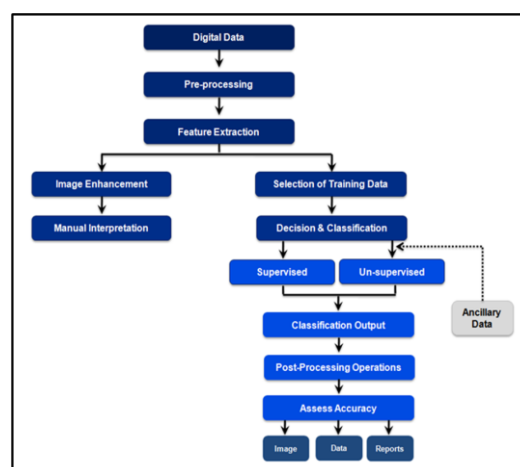 Digital Data
Pre-processing
Feature Extraction
Image Enhancement
Selection of Training Data
Manual Interpretation
Decision & Classification
Supervised
Un-supervised
Ancillary
Data
Classification Output
Post-Processing Operations
Assess Accuracy
Image
Data
Reports